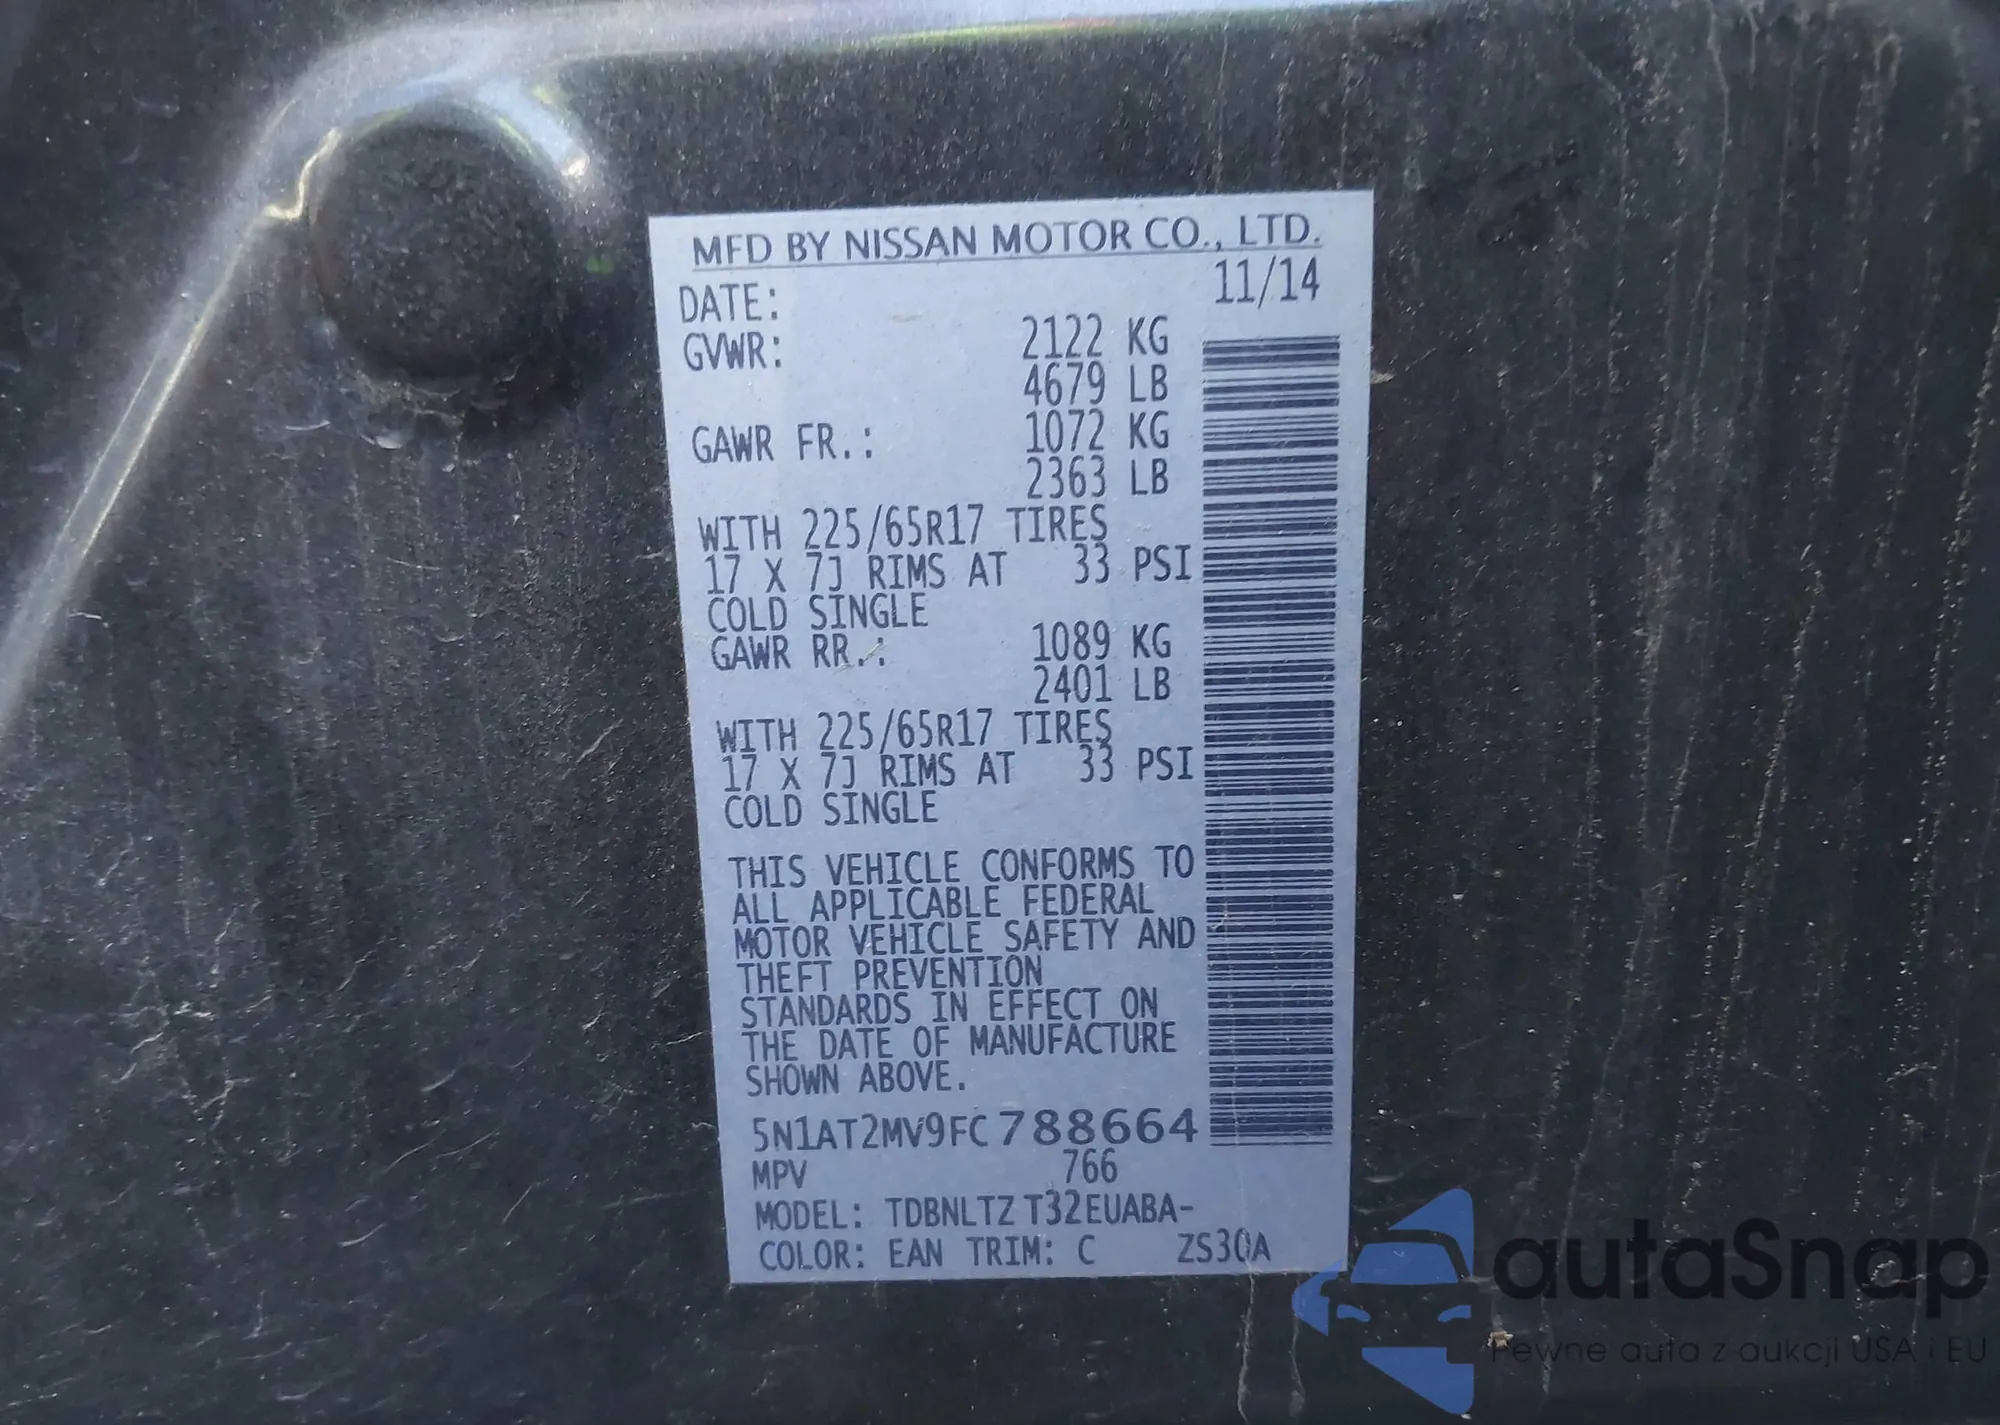 MFD BY NISSAN MOTOR CO., LTD.
DATE: 11/14
GVWR: 2122 KG
4679 LB
GAWR FR.: 1072 KG
2363 LB
WITH 225/65R17 TIRES
17 X 7J RIMS AT 33 PSI
COLD SINGLE
GAWR RR.: 1089 KG
2401 LB
WITH 225/65R17 TIRES
17 X 7J RIMS AT 33 PSI
COLD SINGLE
THIS VEHICLE CONFORMS TO
ALL APPLICABLE FEDERAL
MOTOR VEHICLE SAFETY AND
THEFT PREVENTION
STANDARDS IN EFFECT ON
THE DATE OF MANUFACTURE
SHOWN ABOVE.
5N1AT2MV9FC788664
MPV 766
MODEL: TDBNLTZ T32EUABA-
COLOR: EAN TRIM: C ZS30A
autaSnap
Pewne auta z aukcji USA i EU